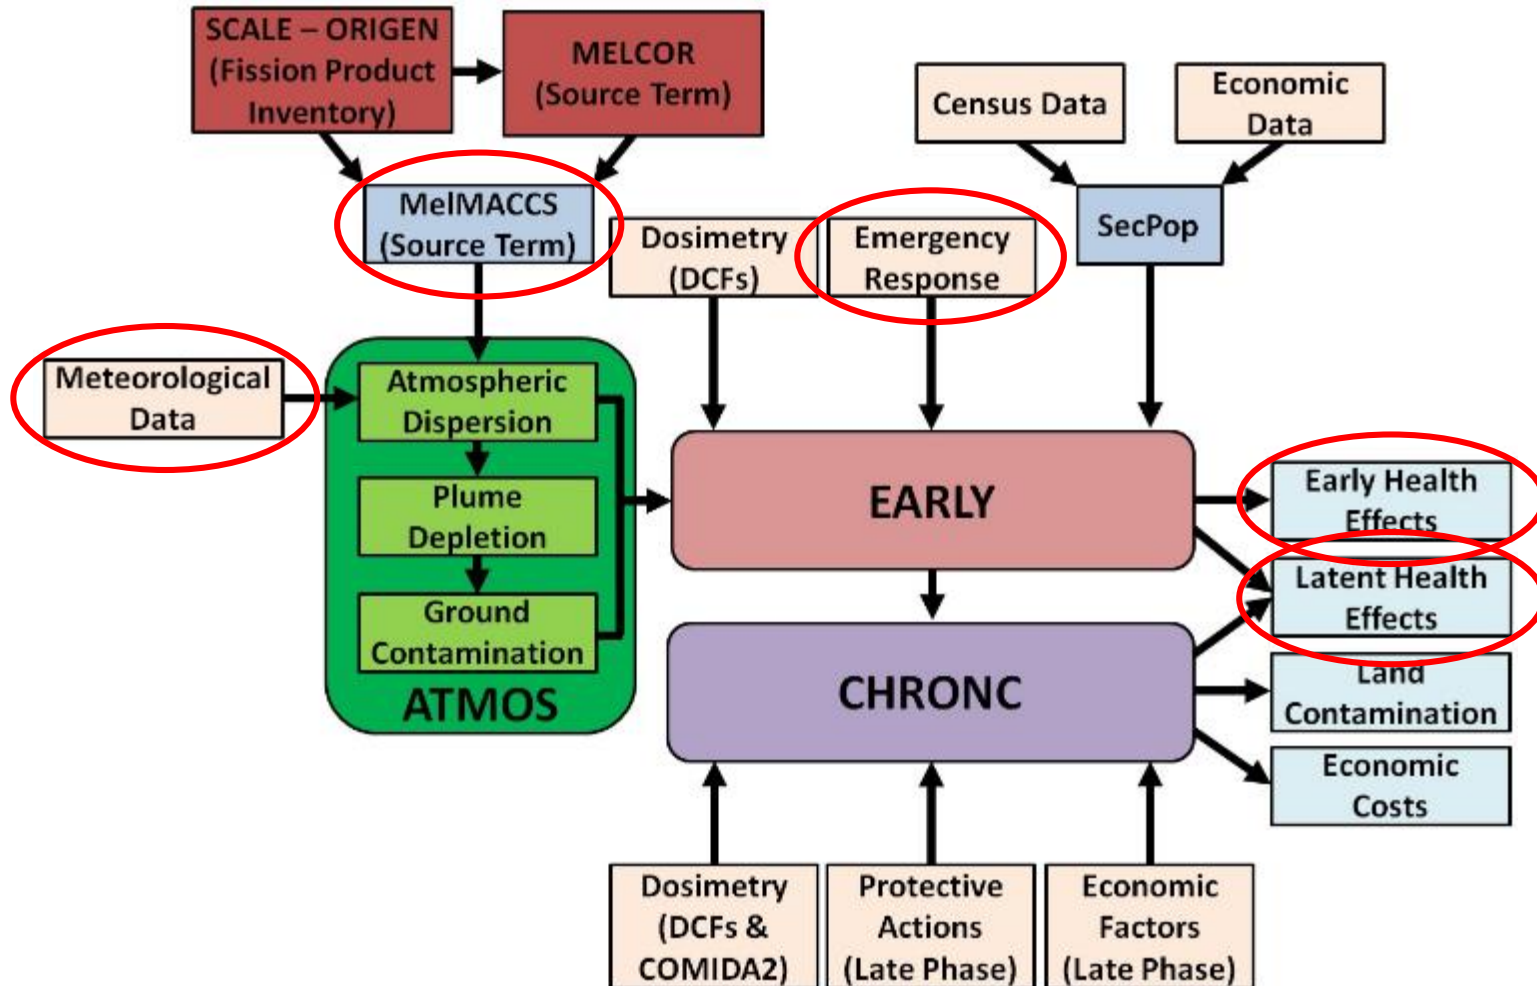 SCALE – ORIGEN
(Fission Product
Inventory)
MELCOR
(Source Term)
Census Data
Economic
Data
MelMACCS
(Source Term)
Dosimetry
(DCFs)
Emergency
Response
SecPop
Meteorological
Data
Atmospheric
Dispersion
Plume
Depletion
Ground
Contamination
ATMOS
EARLY
CHRONC
Early Health
Effects
Latent Health
Effects
Land
Contamination
Economic
Costs
Dosimetry
(DCFs &
COMIDA2)
Protective
Actions
(Late Phase)
Economic
Factors
(Late Phase)